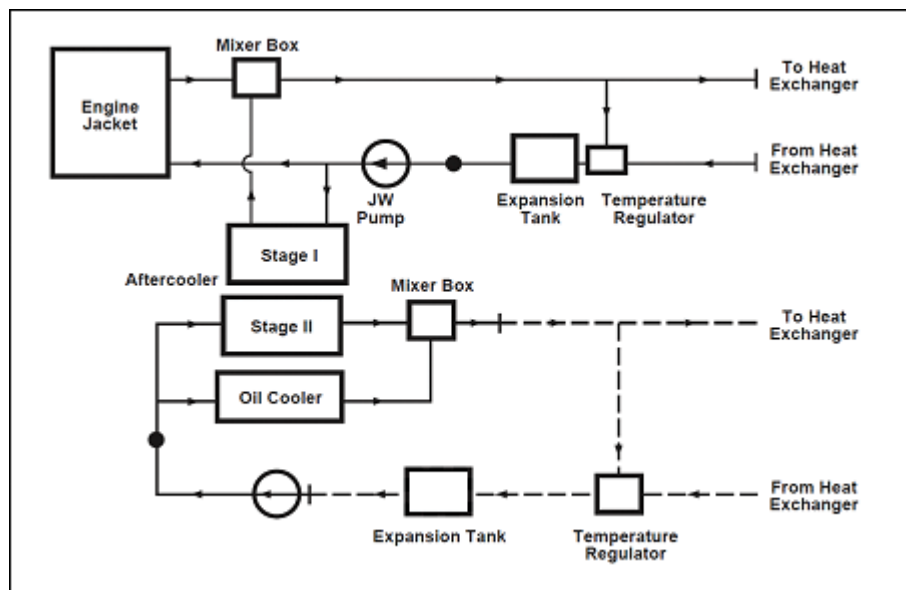 Mixer Box
To Heat
Exchanger
Engine
Jacket
From Heat
Exchanger
JW
Pump
Expansion
Tank
Temperature
Regulator
Stage I
Aftercooler
Mixer Box
Stage II
To Heat
Exchanger
Oil Cooler
From Heat
Exchanger
Expansion Tank
Temperature
Regulator